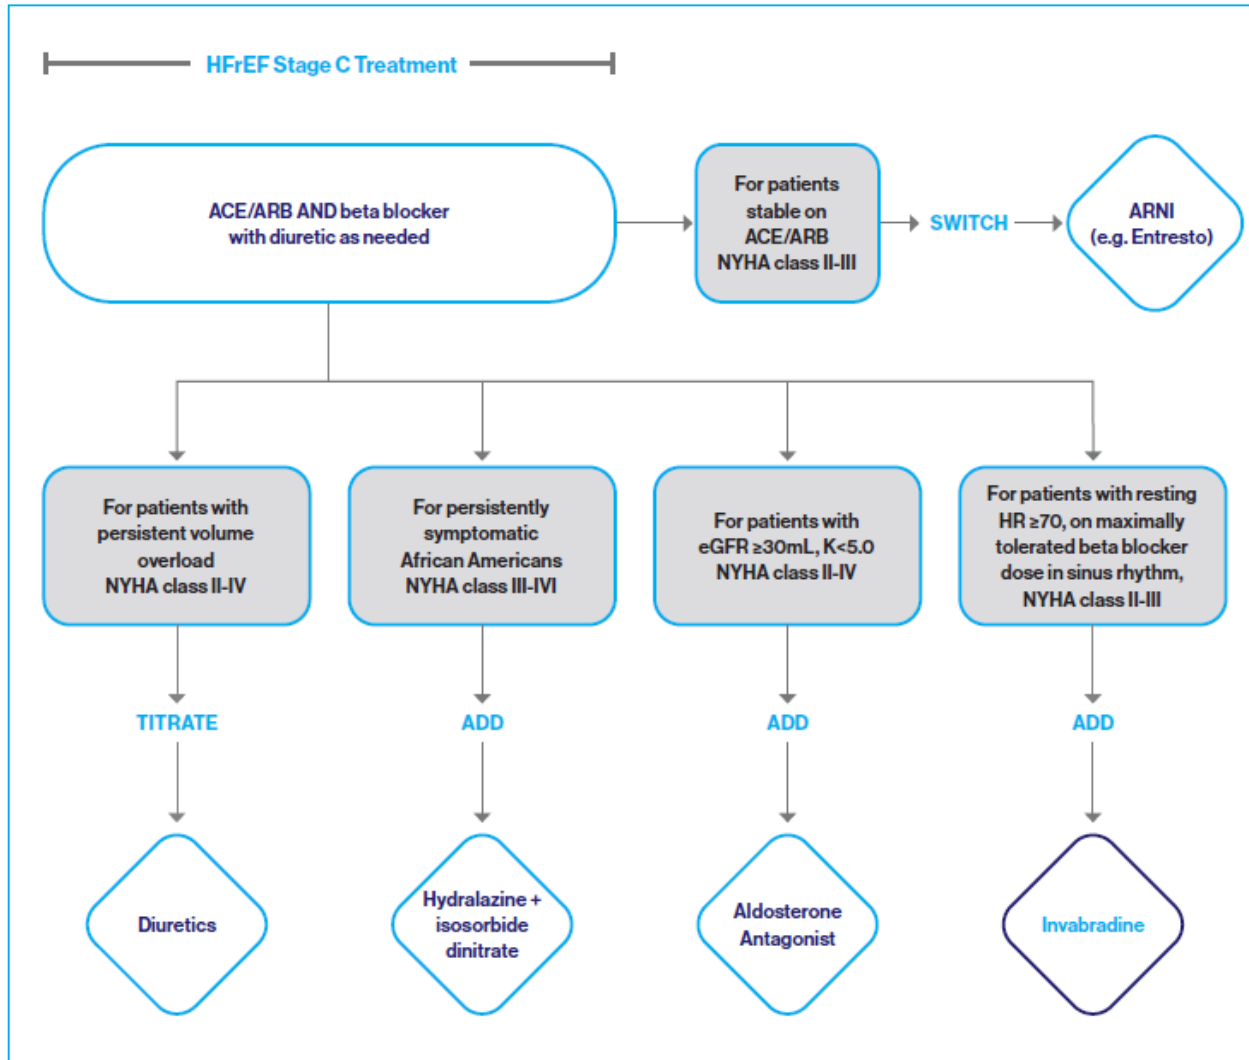 HFrEF Stage C Treatment
ACE/ARB AND beta blocker
with diuretic as needed
For patients
stable on
ACE/ARB
NYHA class II-III
SWITCH
ARNI
(e.g. Entresto)
For patients with
persistent volume
overload
NYHA class II-IV
For persistently
symptomatic
African Americans
NYHA class III-IVI
For patients with
eGFR ≥30mL, K<5.0
NYHA class II-IV
For patients with resting
HR ≥70, on maximally
tolerated beta blocker
dose in sinus rhythm,
NYHA class II-III
TITRATE
ADD
ADD
ADD
Diuretics
Hydralazine +
isosorbide
dinitrate
Aldosterone
Antagonist
Invabradine